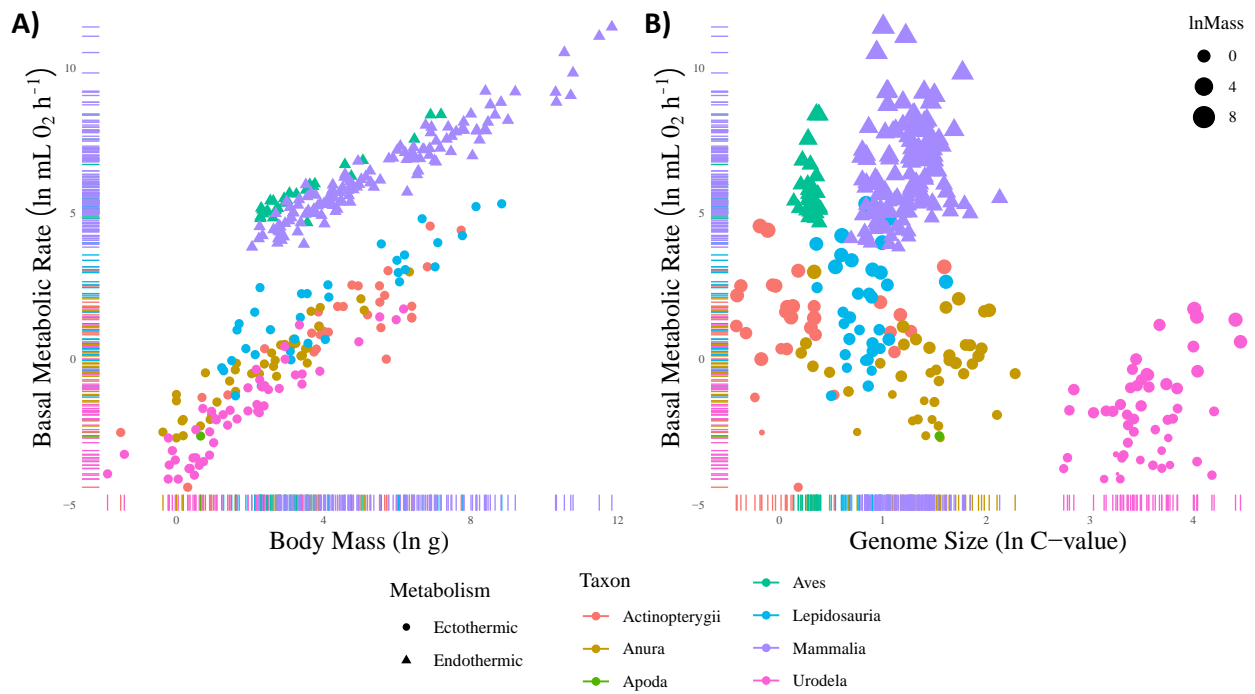 A)
B)
Basal Metabolic Rate (ln mL O₂ h⁻¹)
10
5
0
−5
0
4
8
12
Body Mass (ln g)
Basal Metabolic Rate (ln mL O₂ h⁻¹)
10
5
0
−5
0
1
2
3
4
Genome Size (ln C−value)
lnMass
0
4
8
Metabolism
Ectothermic
Endothermic
Taxon
Actinopterygii
Anura
Apoda
Aves
Lepidosauria
Mammalia
Urodela